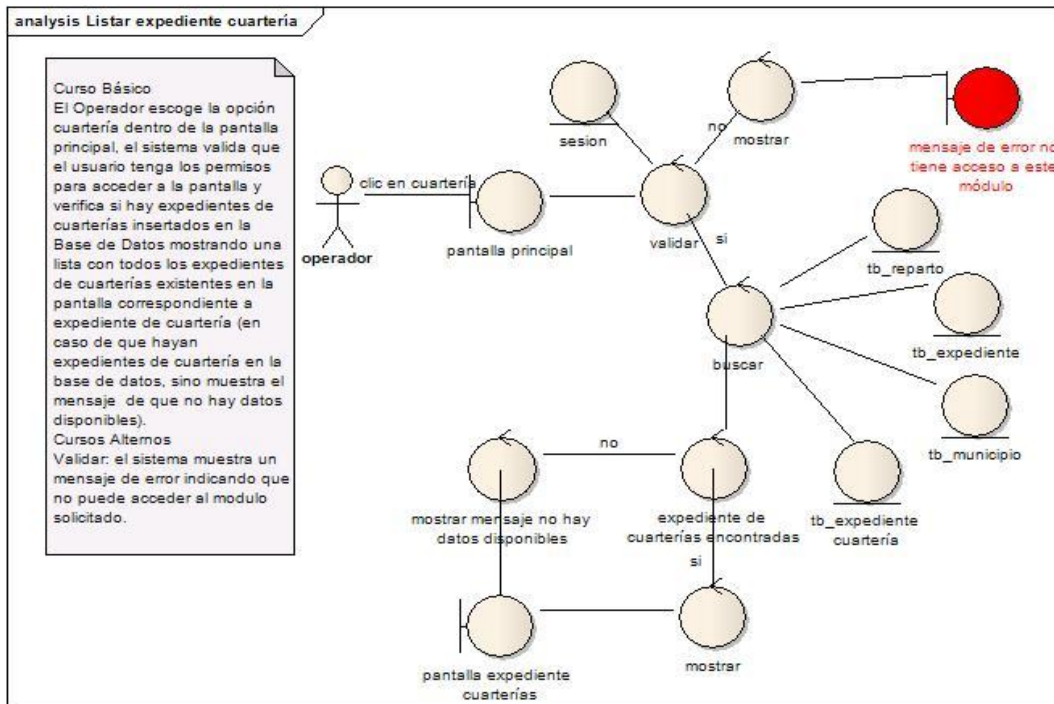 analysis Listar expediente cuartería
Curso Básico
El Operador escoge la opción
cuartería dentro de la pantalla
principal, el sistema valida que
el usuario tenga los permisos
para acceder a la pantalla y
verifica si hay expedientes de
cuarterías insertados en la
Base de Datos mostrando una
lista con todos los expedientes
de cuarterías existentes en la
pantalla correspondiente a
expediente de cuartería (en
caso de que hayan
expedientes de cuartería en la
base de datos, sino muestra el
mensaje de que no hay datos
disponibles).
Cursos Alternos
Validar: el sistema muestra un
mensaje de error indicando que
no puede acceder al modulo
solicitado.
operador
clic en cuartería
pantalla principal
sesion
validar
no
mostrar
mensaje de error no
tiene acceso a este
módulo
si
buscar
tb_reparto
tb_expediente
tb_municipio
tb_expediente
cuartería
expediente de
cuarterías encontradas
no
mostrar mensaje no hay
datos disponibles
si
mostrar
pantalla expediente
cuarterías